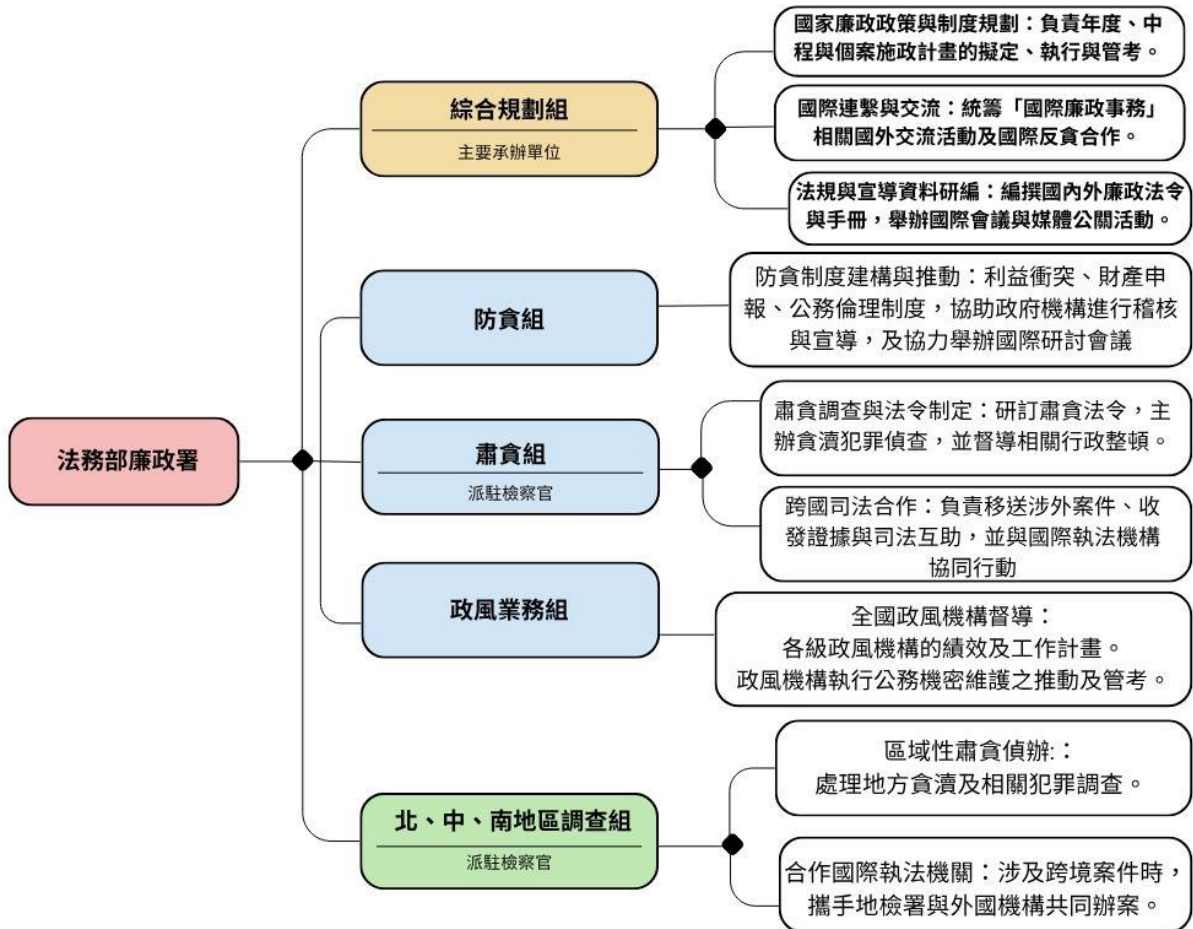 法務部廉政署
綜合規劃組
主要承辦單位
國家廉政政策與制度規劃：負責年度、中
程與個案施政計畫的擬定、執行與管考。
國際連繫與交流：統籌「國際廉政事務」
相關國外交流活動及國際反貪合作。
法規與宣導資料研編：編撰國內外廉政法令
與手冊，舉辦國際會議與媒體公關活動。
防貪組
防貪制度建構與推動：利益衝突、財產申
報、公務倫理制度，協助政府機構進行稽核
與宣導，及協力舉辦國際研討會議
肅貪組
派駐檢察官
肅貪調查與法令制定：研訂肅貪法令，主
辦貪瀆犯罪偵查，並督導相關行政整頓。
跨國司法合作：負責移送涉外案件、收
發證據與司法互助，並與國際執法機構
協同行動
政風業務組
全國政風機構督導：
各級政風機構的績效及工作計畫。
政風機構執行公務機密維護之推動及管考。
北、中、南地區調查組
派駐檢察官
區域性肅貪偵辦:：
處理地方貪瀆及相關犯罪調查。
合作國際執法機關：涉及跨境案件時，
攜手地檢署與外國機構共同辦案。